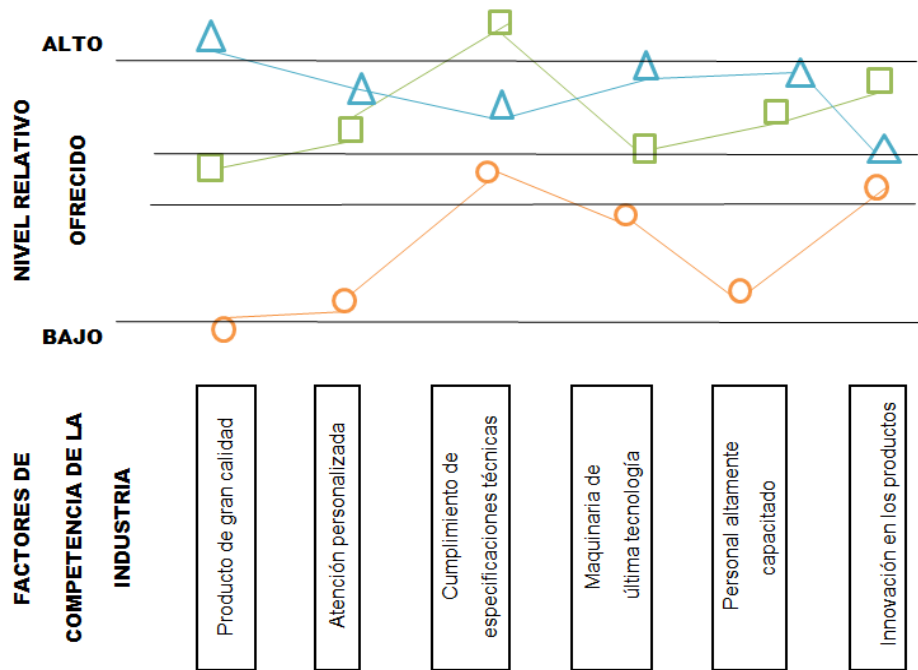 ALTO
NIVEL RELATIVO
OFRECIDO
BAJO
FACTORES DE
COMPETENCIA DE LA
INDUSTRIA
Producto de gran calidad
Atención personalizada
Cumplimiento de
especificaciones técnicas
Maquinaria de
última tecnología
Personal altamente
capacitado
Innovación en los productos